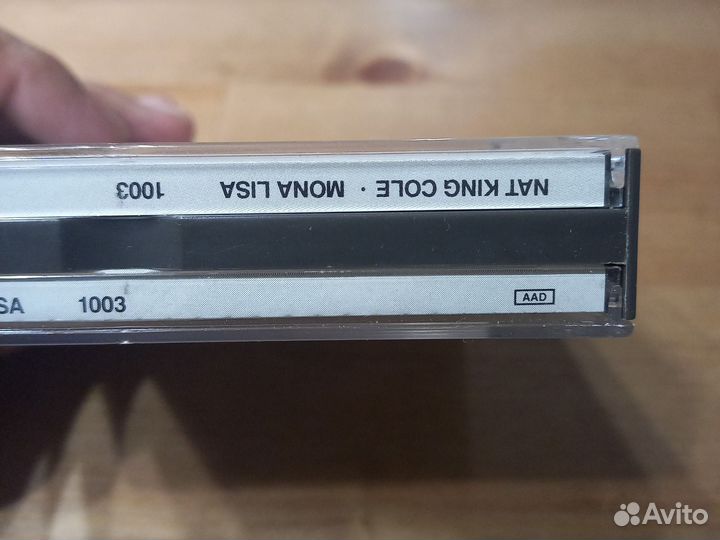 NAT KING COLE · MONA LISA 1003
SA 1003 AAD
Avito